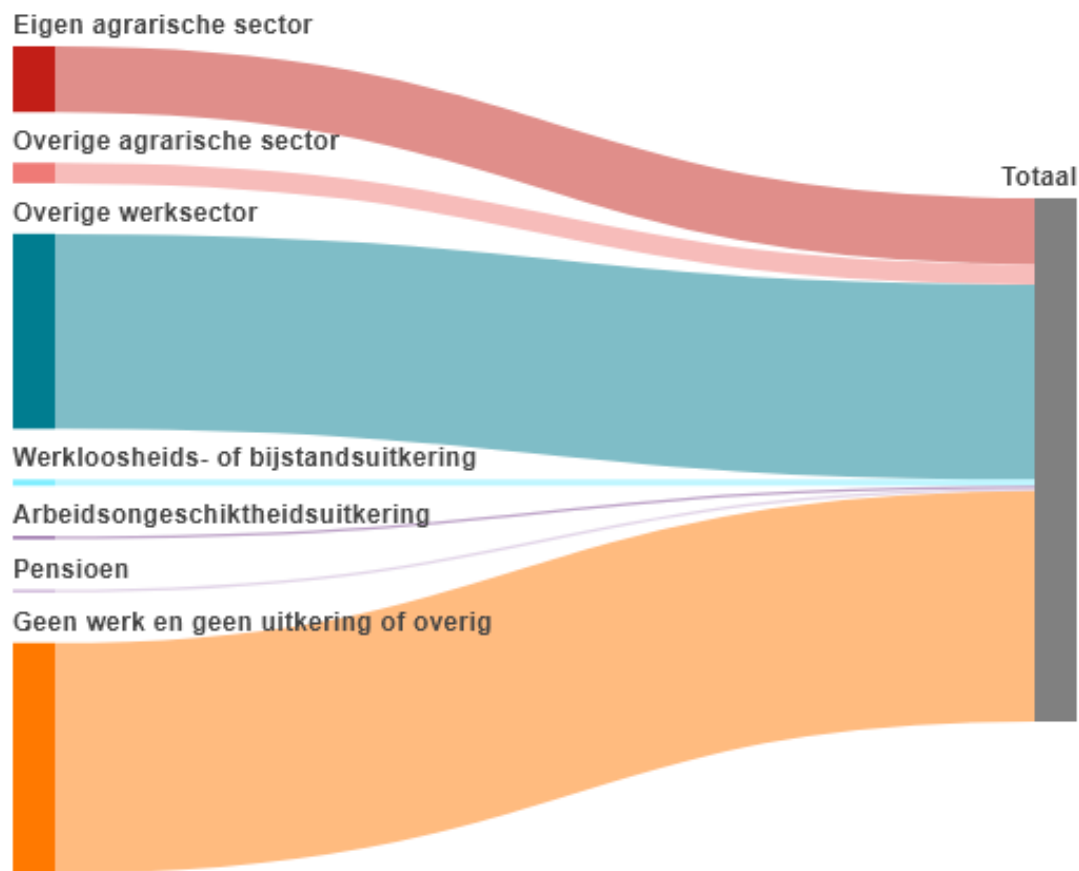 Eigen agrarische sector
Overige agrarische sector
Totaal
Overige werksector
Werkloosheids- of bijstandsuitkering
Arbeidsongeschiktheidsuitkering
Pensioen
Geen werk en geen uitkering of overig